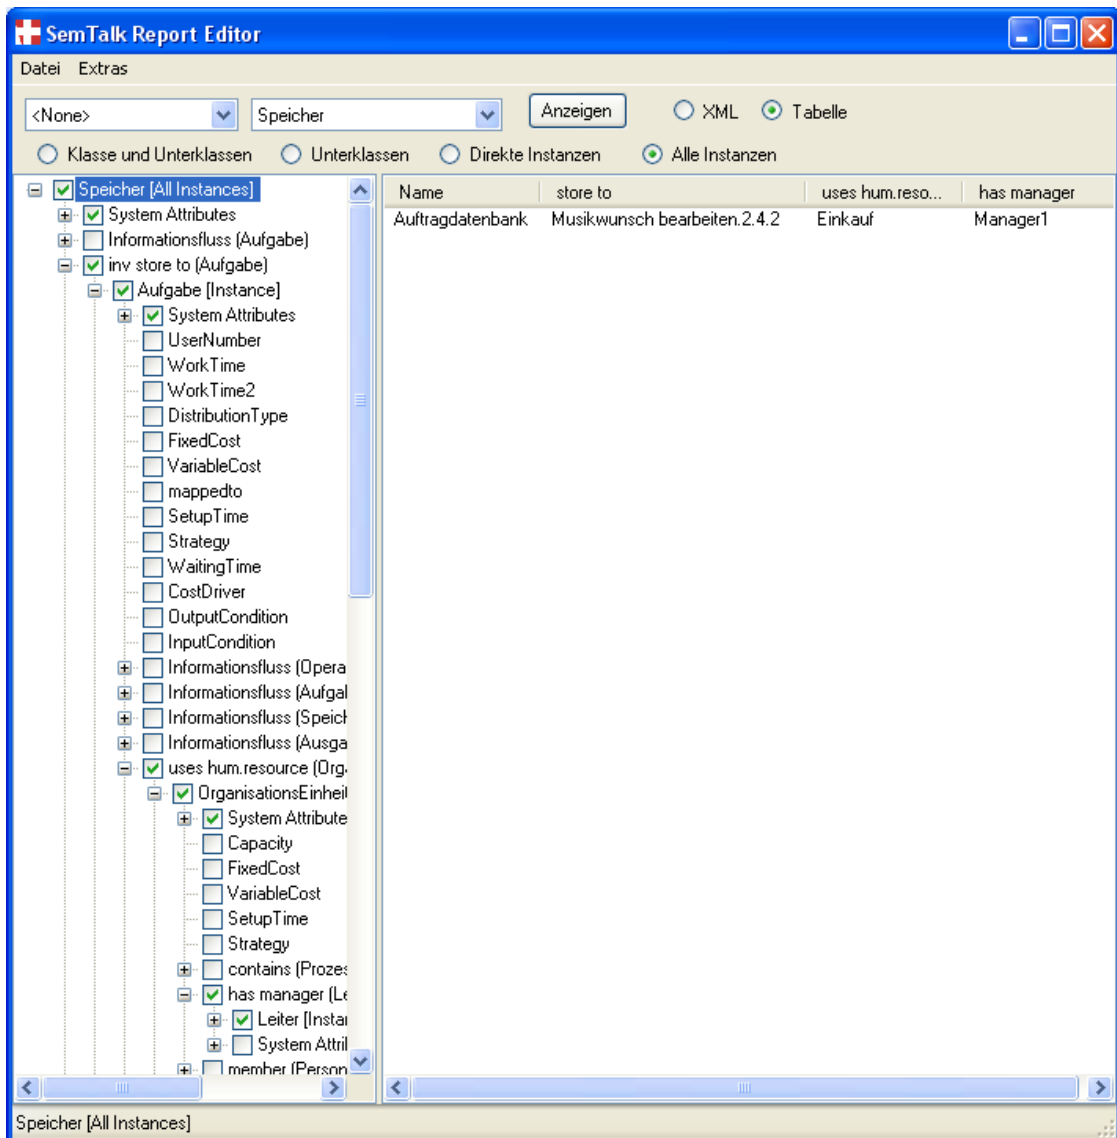 SemTalk Report Editor
Datei Extras
<None> Speicher Anzeigen XML Tabelle
Klasse und Unterklassen Unterklassen Direkte Instanzen Alle Instanzen
Speicher [All Instances] Name store to uses hum.reso... has manager
System Attributes Auftragdatenbank Musikwunsch bearbeiten.2.4.2 Einkauf Manager1
Informationsfluss (Aufgabe)
inv store to (Aufgabe)
Aufgabe [Instance]
System Attributes
UserNumber
WorkTime
WorkTime2
DistributionType
FixedCost
VariableCost
mappedto
SetupTime
Strategy
WaitingTime
CostDriver
OutputCondition
InputCondition
Informationsfluss (Opera
Informationsfluss (Aufgal
Informationsfluss (Speich
Informationsfluss (Ausga
uses hum.resource (Org
OrganisationsEinhei
System Attribute
Capacity
FixedCost
VariableCost
SetupTime
Strategy
contains (Prozes
has manager (Le
Leiter [Instar
System Attril
member (Person
Speicher [All Instances]